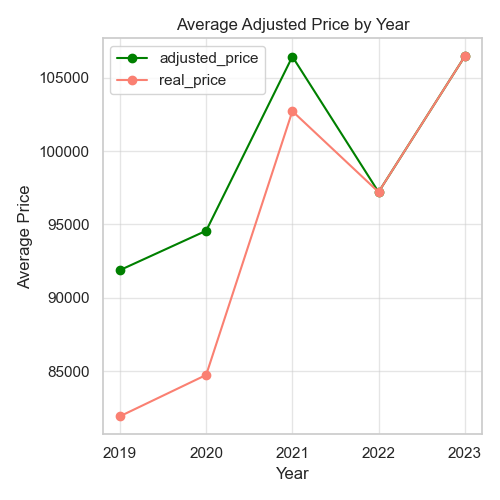 Average Adjusted Price by Year
adjusted_price
real_price
105000
100000
95000
90000
85000
Average Price
2019 2020 2021 2022 2023
Year